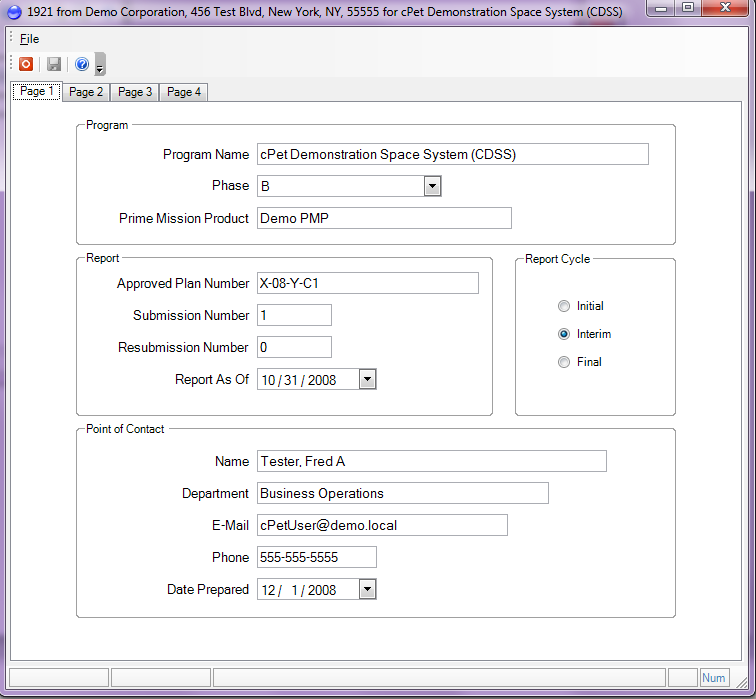 1921 from Demo Corporation, 456 Test Blvd, New York, NY, 55555 for cPet Demonstration Space System (CDSS)
File
Page 1 Page 2 Page 3 Page 4
Program
Program Name cPet Demonstration Space System (CDSS)
Phase B
Prime Mission Product Demo PMP
Report
Approved Plan Number X-08-Y-C1
Submission Number 1
Resubmission Number 0
Report As Of 10 / 31 / 2008
Report Cycle
Initial
Interim
Final
Point of Contact
Name Tester, Fred A
Department Business Operations
E-Mail cPetUser@demo.local
Phone 555-555-5555
Date Prepared 12 / 1 / 2008
Num